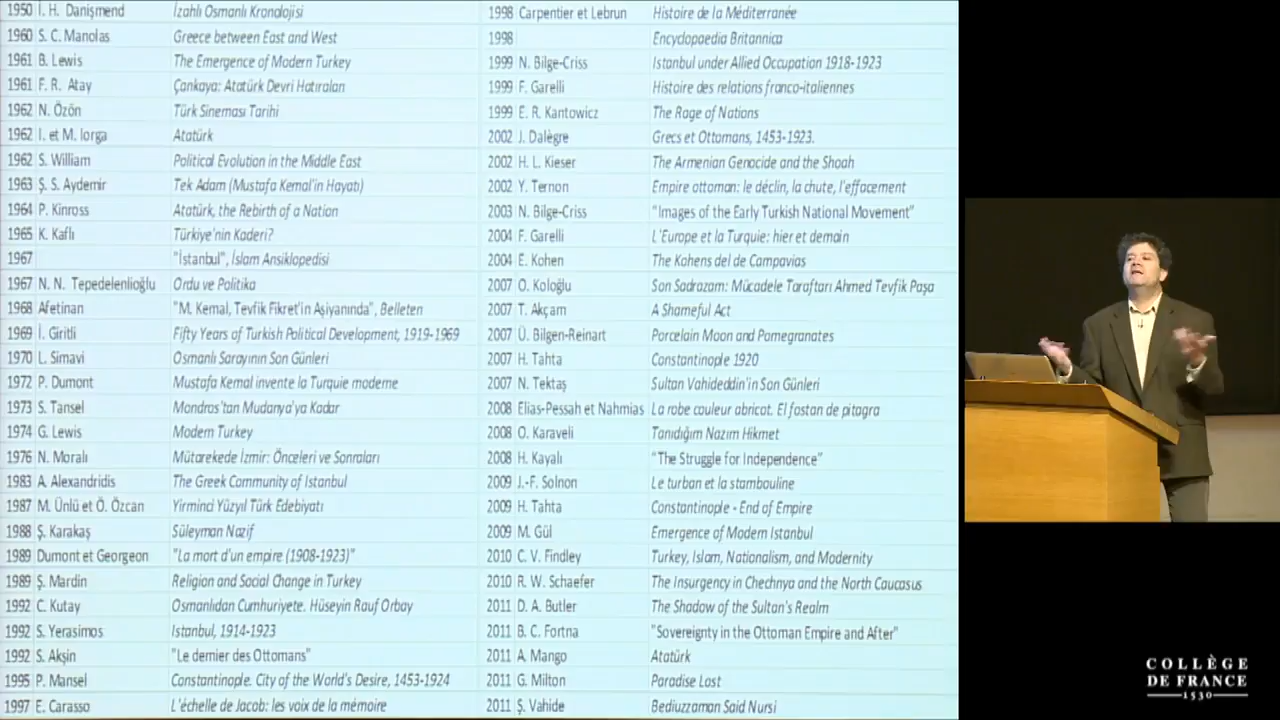 1950 İ. H. Danişmend İzahlı Osmanlı Kronolojisi
1960 S. C. Manolas Greece between East and West
1961 B. Lewis The Emergence of Modern Turkey
1961 F. R. Atay Çankaya: Atatürk Devri Hatıraları
1962 N. Özön Türk Sineması Tarihi
1962 I. et M. Iorga Atatürk
1962 S. William Political Evolution in the Middle East
1963 Ş. S. Aydemir Tek Adam (Mustafa Kemal'in Hayatı)
1964 P. Kinross Atatürk, the Rebirth of a Nation
1965 K. Kaflı Türkiye'nin Kaderi?
1967 "İstanbul", İslam Ansiklopedisi
1967 N. N. Tepedelenlioğlu Ordu ve Politika
1968 Afetinan "M. Kemal, Tevfik Fikret'in Aşiyanında", Belleten
1969 İ. Giritli Fifty Years of Turkish Political Development, 1919-1969
1970 L. Simavi Osmanlı Sarayının Son Günleri
1972 P. Dumont Mustafa Kemal invente la Turquie moderne
1973 S. Tansel Mondros'tan Mudanya'ya Kadar
1974 G. Lewis Modern Turkey
1976 N. Moralı Mütarekede İzmir: Önceleri ve Sonraları
1983 A. Alexandridis The Greek Community of Istanbul
1987 M. Ünlü et Ö. Özcan Yirminci Yüzyıl Türk Edebiyatı
1988 Ş. Karakaş Süleyman Nazif
1989 Dumont et Georgeon "La mort d'un empire (1908-1923)"
1989 Ş. Mardin Religion and Social Change in Turkey
1992 C. Kutay Osmanlıdan Cumhuriyete. Hüseyin Rauf Orbay
1992 S. Yerasimos Istanbul, 1914-1923
1992 S. Akşin "Le dernier des Ottomans"
1995 P. Mansel Constantinople. City of the World's Desire, 1453-1924
1997 E. Carasso L'échelle de Jacob: les voix de la mémoire
1998 Carpentier et Lebrun Histoire de la Méditerranée
1998 Encyclopaedia Britannica
1999 N. Bilge-Criss Istanbul under Allied Occupation 1918-1923
1999 F. Garelli Histoire des relations franco-italiennes
1999 E. R. Kantowicz The Rage of Nations
2002 J. Dalègre Grecs et Ottomans, 1453-1923.
2002 H. L. Kieser The Armenian Genocide and the Shoah
2002 Y. Ternon Empire ottoman: le déclin, la chute, l'effacement
2003 N. Bilge-Criss "Images of the Early Turkish National Movement"
2004 F. Garelli L'Europe et la Turquie: hier et demain
2004 E. Kohen The Kohens del de Campavias
2007 O. Koloğlu Son Sadrazam: Mücadele Taraftarı Ahmed Tevfik Paşa
2007 T. Akçam A Shameful Act
2007 Ü. Bilgen-Reinart Porcelain Moon and Pomegranates
2007 H. Tahta Constantinople 1920
2007 N. Tektaş Sultan Vahideddin'in Son Günleri
2008 Elias-Pessah et Nahmias La robe couleur abricot. El fostan de pitagra
2008 O. Karaveli Tanıdığım Nazım Hikmet
2008 H. Kayalı "The Struggle for Independence"
2009 J.-F. Solnon Le turban et la stambouline
2009 H. Tahta Constantinople - End of Empire
2009 M. Gül Emergence of Modern Istanbul
2010 C. V. Findley Turkey, Islam, Nationalism, and Modernity
2010 R. W. Schaefer The Insurgency in Chechnya and the North Caucasus
2011 D. A. Butler The Shadow of the Sultan's Realm
2011 B. C. Fortna "Sovereignty in the Ottoman Empire and After"
2011 A. Mango Atatürk
2011 G. Milton Paradise Lost
2011 Ş. Vahide Bediuzzaman Said Nursi
COLLÈGE
DE FRANCE
1530